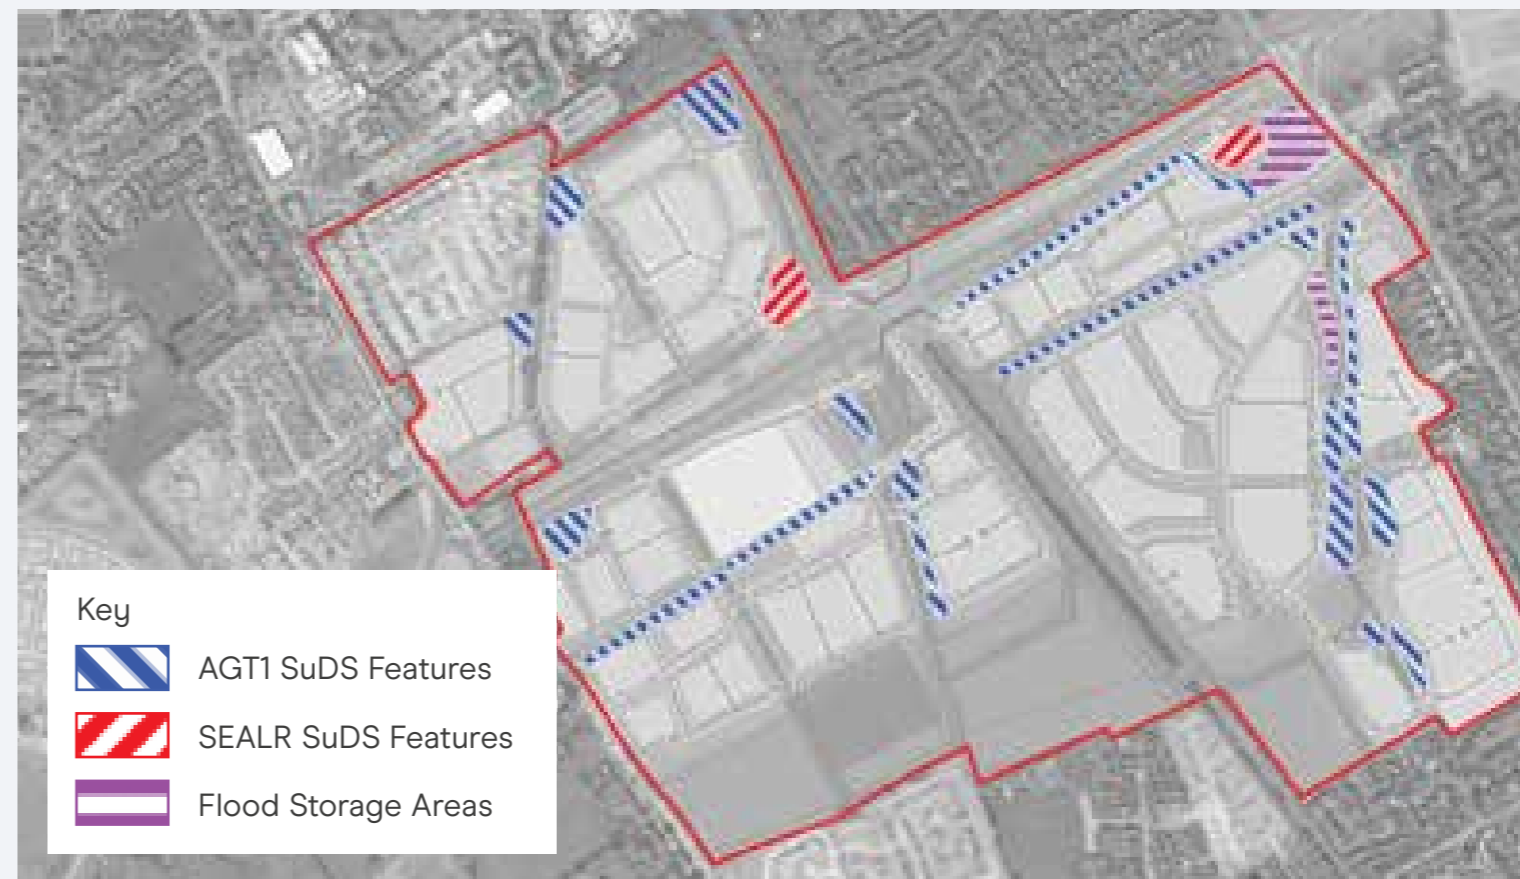 Key
AGT1 SuDS Features
SEALR SuDS Features
Flood Storage Areas